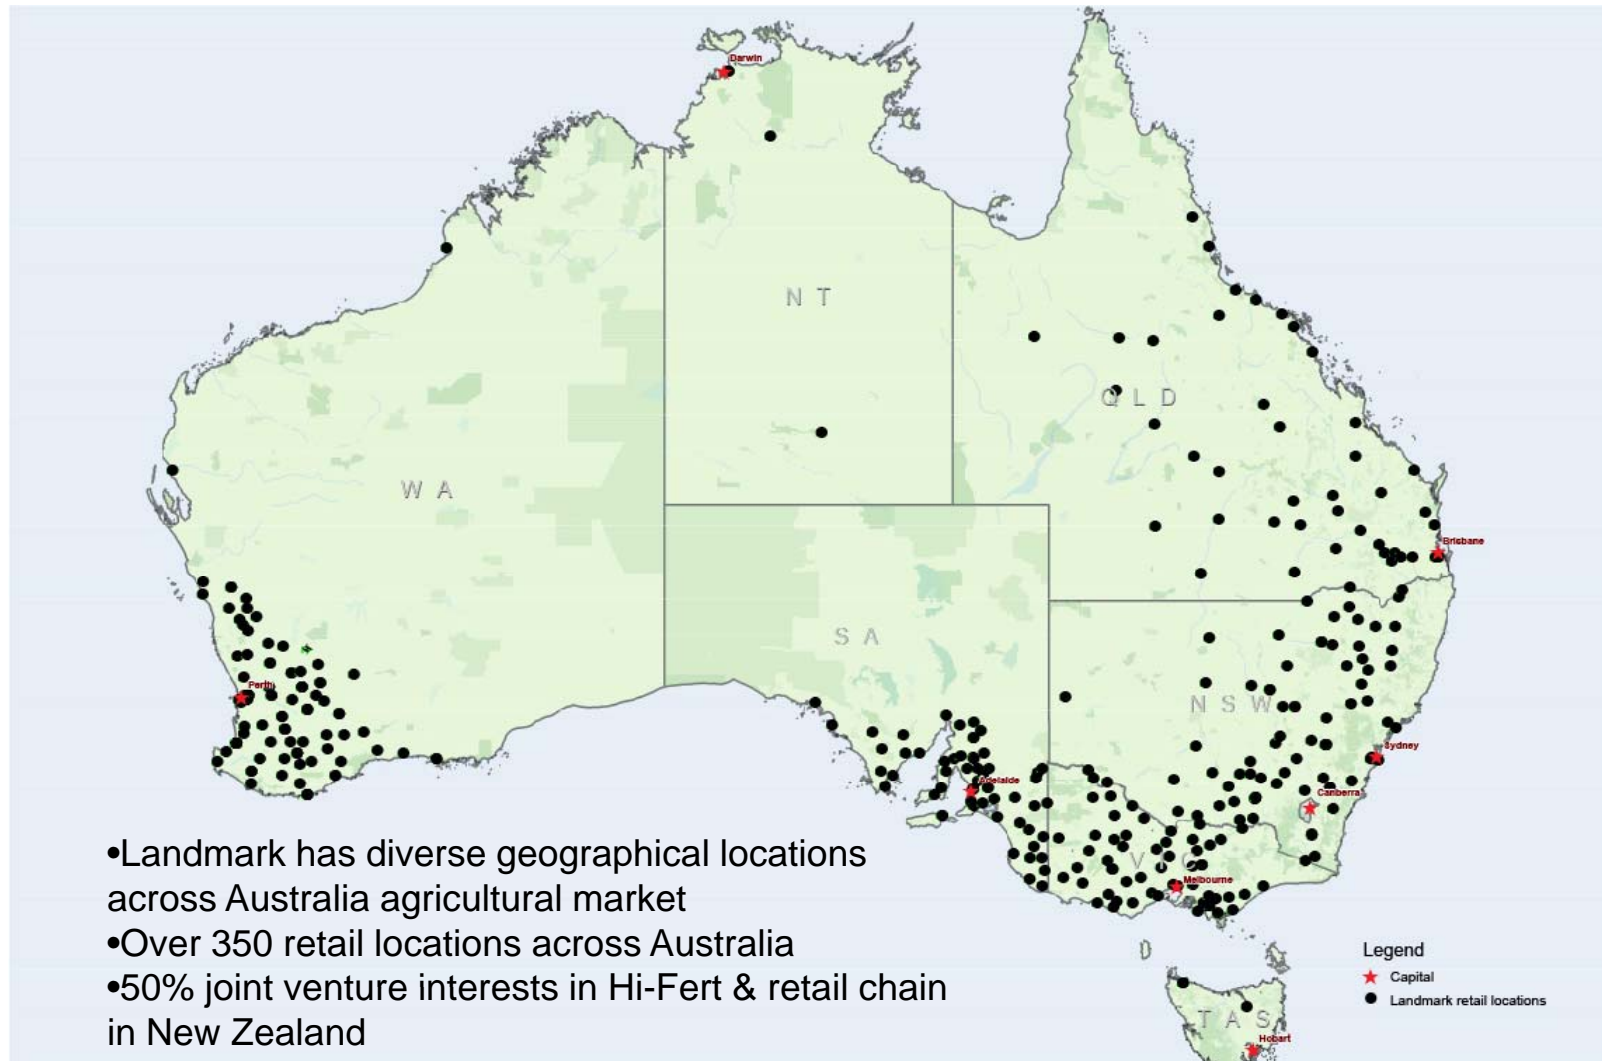 Darwin
N T
Q L D
W A
Brisbane
S A
Perth
N S W
Sydney
Adelaide
Canberra
V I C
Melbourne
•Landmark has diverse geographical locations
across Australia agricultural market
•Over 350 retail locations across Australia
•50% joint venture interests in Hi-Fert & retail chain
in New Zealand
Legend
Capital
Landmark retail locations
T A S
Hobart